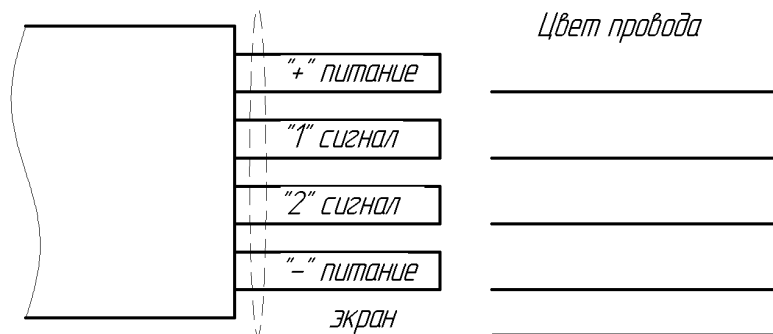 Цвет провода
"+" питание
"1" сигнал
"2" сигнал
"-" питание
экран